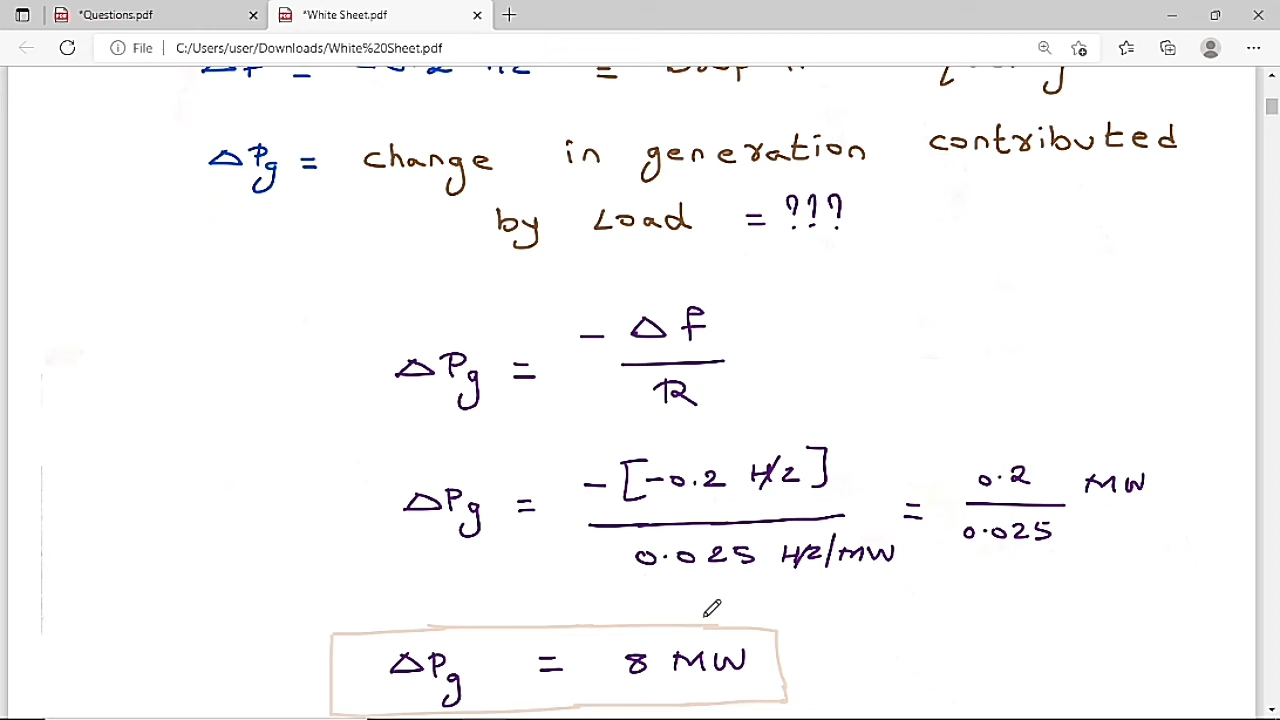 *Questions.pdf
*White Sheet.pdf
File
C:/Users/user/Downloads/White%20Sheet.pdf
ΔPg = change in generation contributed
by Load = ???
ΔPg = - Δf / R
ΔPg = -[-0.2 Hz] / 0.025 Hz/MW = 0.2 / 0.025 MW
ΔPg = 8 MW